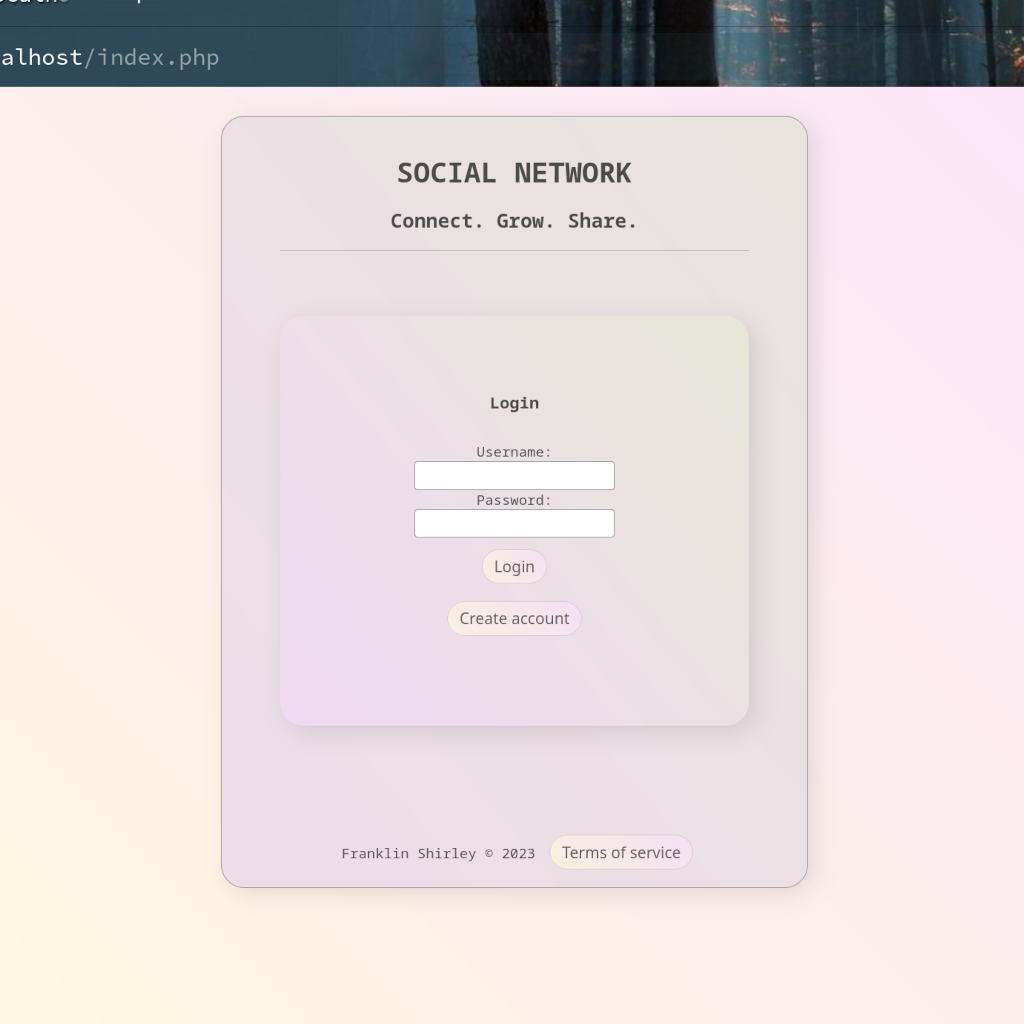 alhost/index.php
SOCIAL NETWORK
Connect. Grow. Share.
Login
Username:
Password:
Login
Create account
Franklin Shirley © 2023 Terms of service